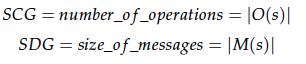 SCG = number_of_operations = |O(s)|
SDG = size_of_messages = |M(s)|